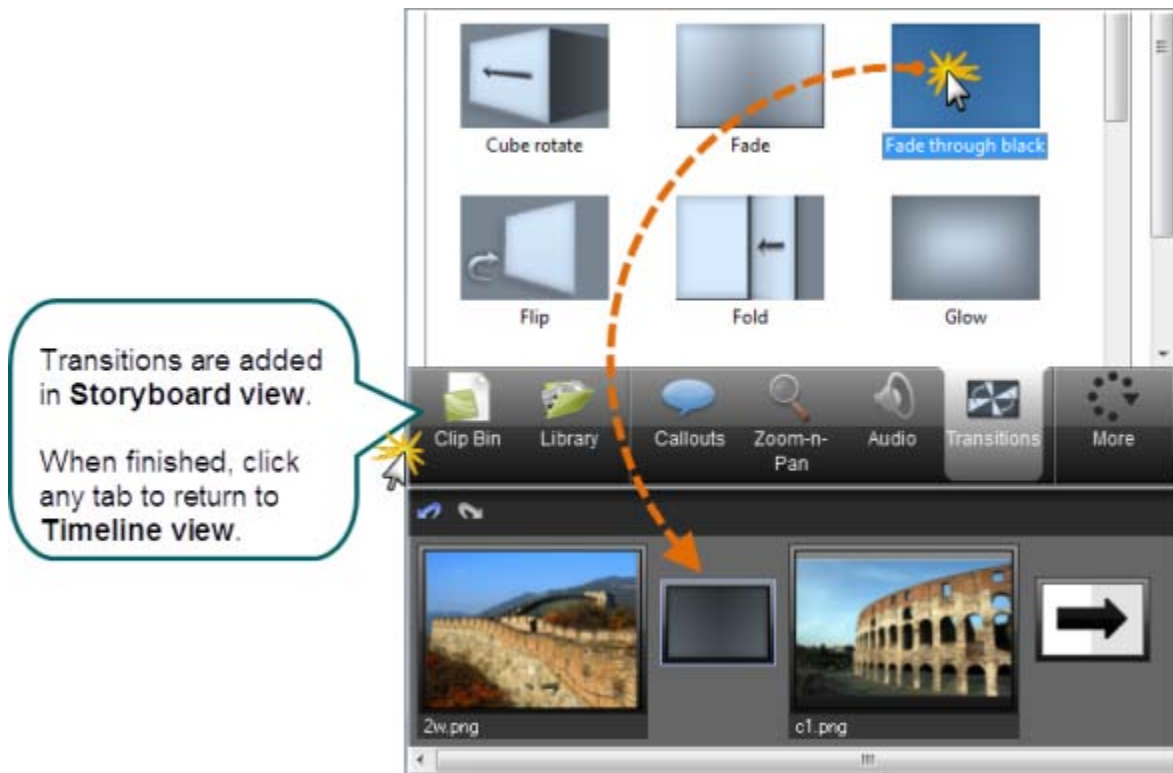 Cube rotate
Fade
Fade through black
Flip
Fold
Glow
Transitions are added
in Storyboard view.
When finished, click
any tab to return to
Timeline view.
Clip Bin
Library
Callouts
Zoom-n-
Pan
Audio
Transitions
More
2w.png
c1.png